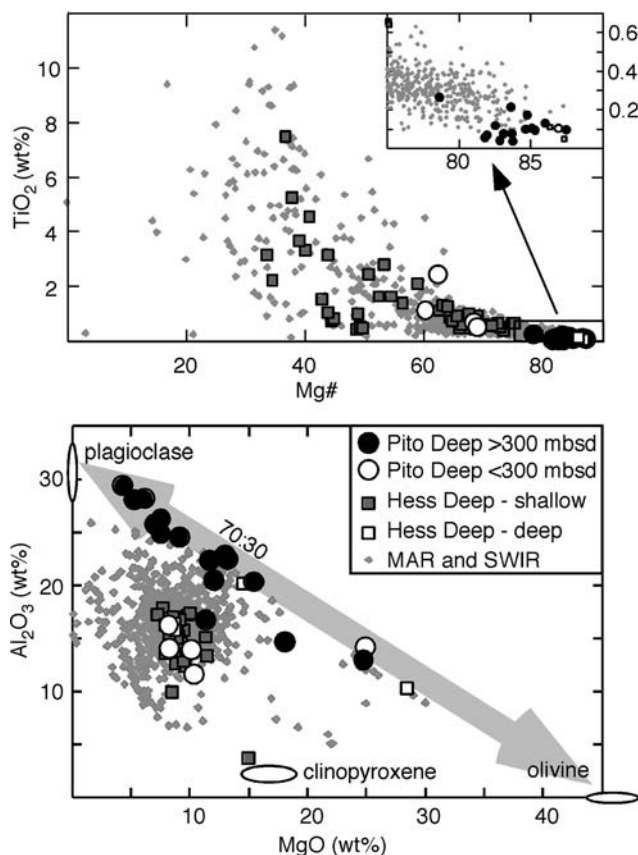 TiO2 (wt%)
10
8
6
4
2
20
40
60
80
Mg#
80
85
0.6
0.4
0.2
Al2O3 (wt%)
30
20
10
10
20
30
40
MgO (wt%)
plagioclase
70:30
clinopyroxene
olivine
Pito Deep >300 mbsd
Pito Deep <300 mbsd
Hess Deep - shallow
Hess Deep - deep
MAR and SWIR